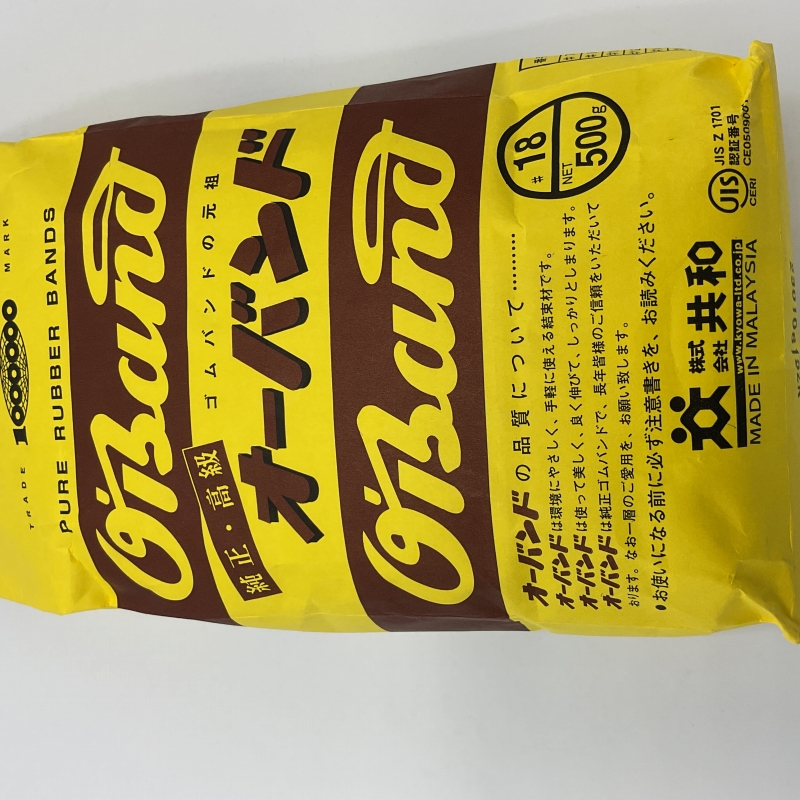 TRADE 1000000 MARK
PURE RUBBER BANDS
O'Band
ゴムバンドの元祖
純正・高級
オーバンド
O'Band
#18
NET 500g
オーバンドの品質について………
オーバンドは環境にやさしく、手軽に使える結束材です。
オーバンドは使って美しく、良く伸びて、しっかりとしまります。
オーバンドは純正ゴムバンドで、長年皆様のご信頼をいただいて
おります。なお一層のご愛用を、お願い致します。
●お使いになる前に必ず注意書きを、お読みください。
株式会社 共和
www.kyowa-ltd.co.jp
MADE IN MALAYSIA
JIS
JIS Z 1701
認証番号
CERI